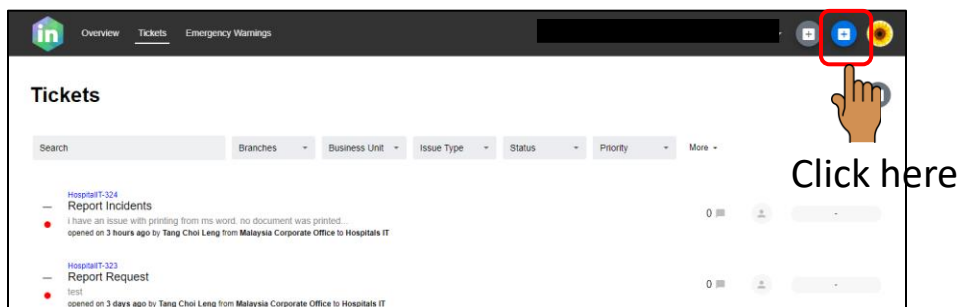 in
Overview Tickets Emergency Warnings
Tickets
Search Branches Business Unit Issue Type Status Priority More
Click here
HospitalIT-324
Report Incidents
i have an issue with printing from ms word. no document was printed...
0 -
opened on 3 hours ago by Tang Choi Leng from Malaysia Corporate Office to Hospitals IT
HospitalIT-323
Report Request
test
0 -
opened on 3 days ago by Tang Choi Leng from Malaysia Corporate Office to Hospitals IT